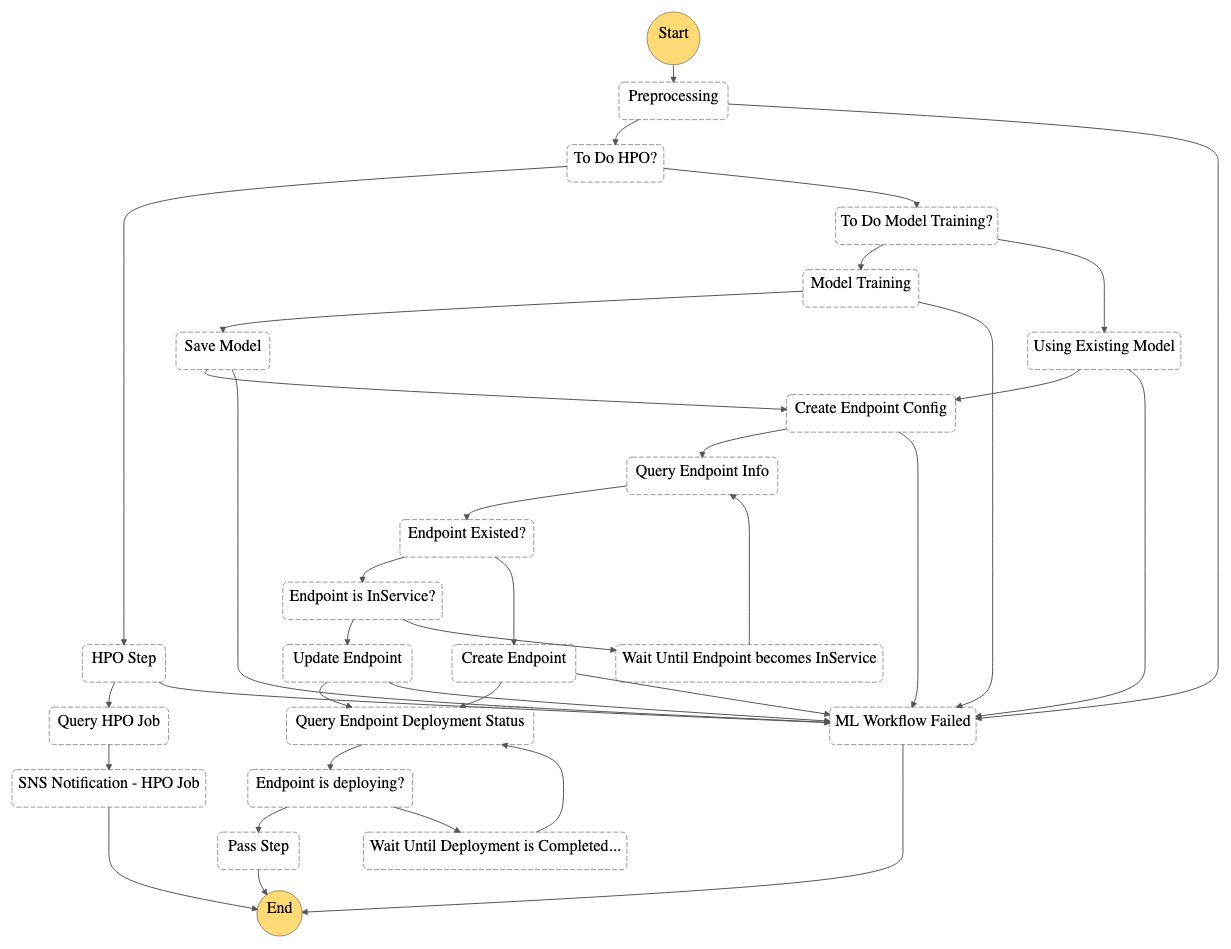 Start
Preprocessing
To Do HPO?
To Do Model Training?
Model Training
Save Model
Using Existing Model
Create Endpoint Config
Query Endpoint Info
Endpoint Existed?
Endpoint is InService?
HPO Step
Update Endpoint
Create Endpoint
Wait Until Endpoint becomes InService
Query HPO Job
Query Endpoint Deployment Status
ML Workflow Failed
SNS Notification - HPO Job
Endpoint is deploying?
Pass Step
Wait Until Deployment is Completed...
End